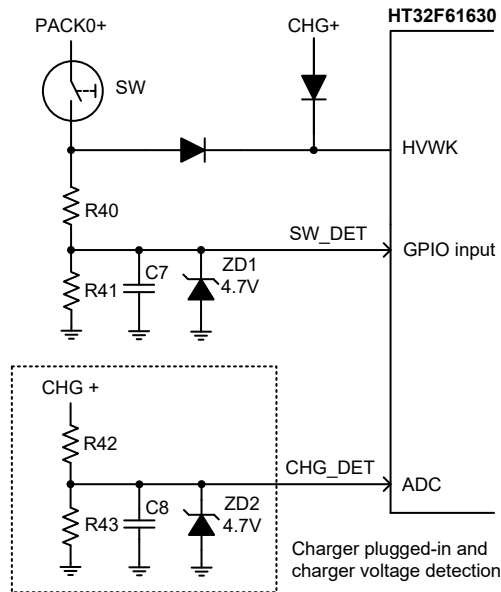 HT32F61630
PACK0+
CHG+
SW
HVWK
R40
SW_DET
GPIO input
R41
C7
ZD1
4.7V
CHG +
R42
CHG_DET
ADC
R43
C8
ZD2
4.7V
Charger plugged-in and
charger voltage detection